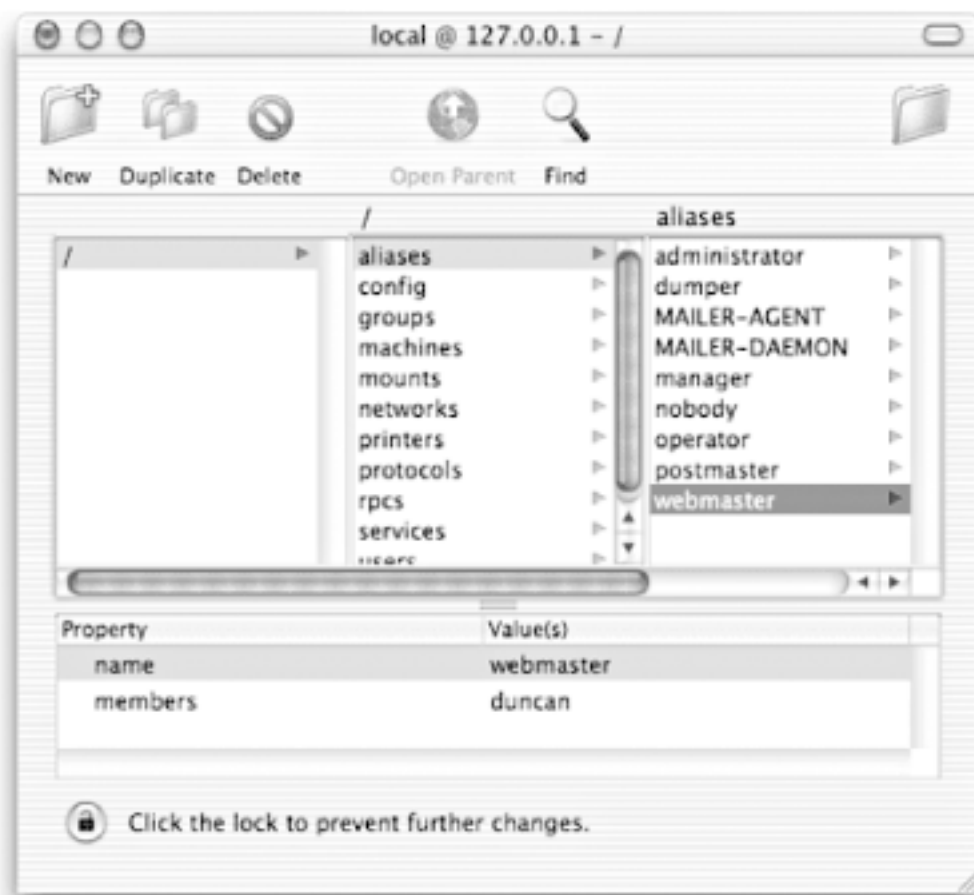 local @ 127.0.0.1 – /
New Duplicate Delete Open Parent Find
/ aliases
/ aliases administrator
config dumper
groups MAILER-AGENT
machines MAILER-DAEMON
mounts manager
networks nobody
printers operator
protocols postmaster
rpcs webmaster
services
users
Property Value(s)
name webmaster
members duncan
Click the lock to prevent further changes.